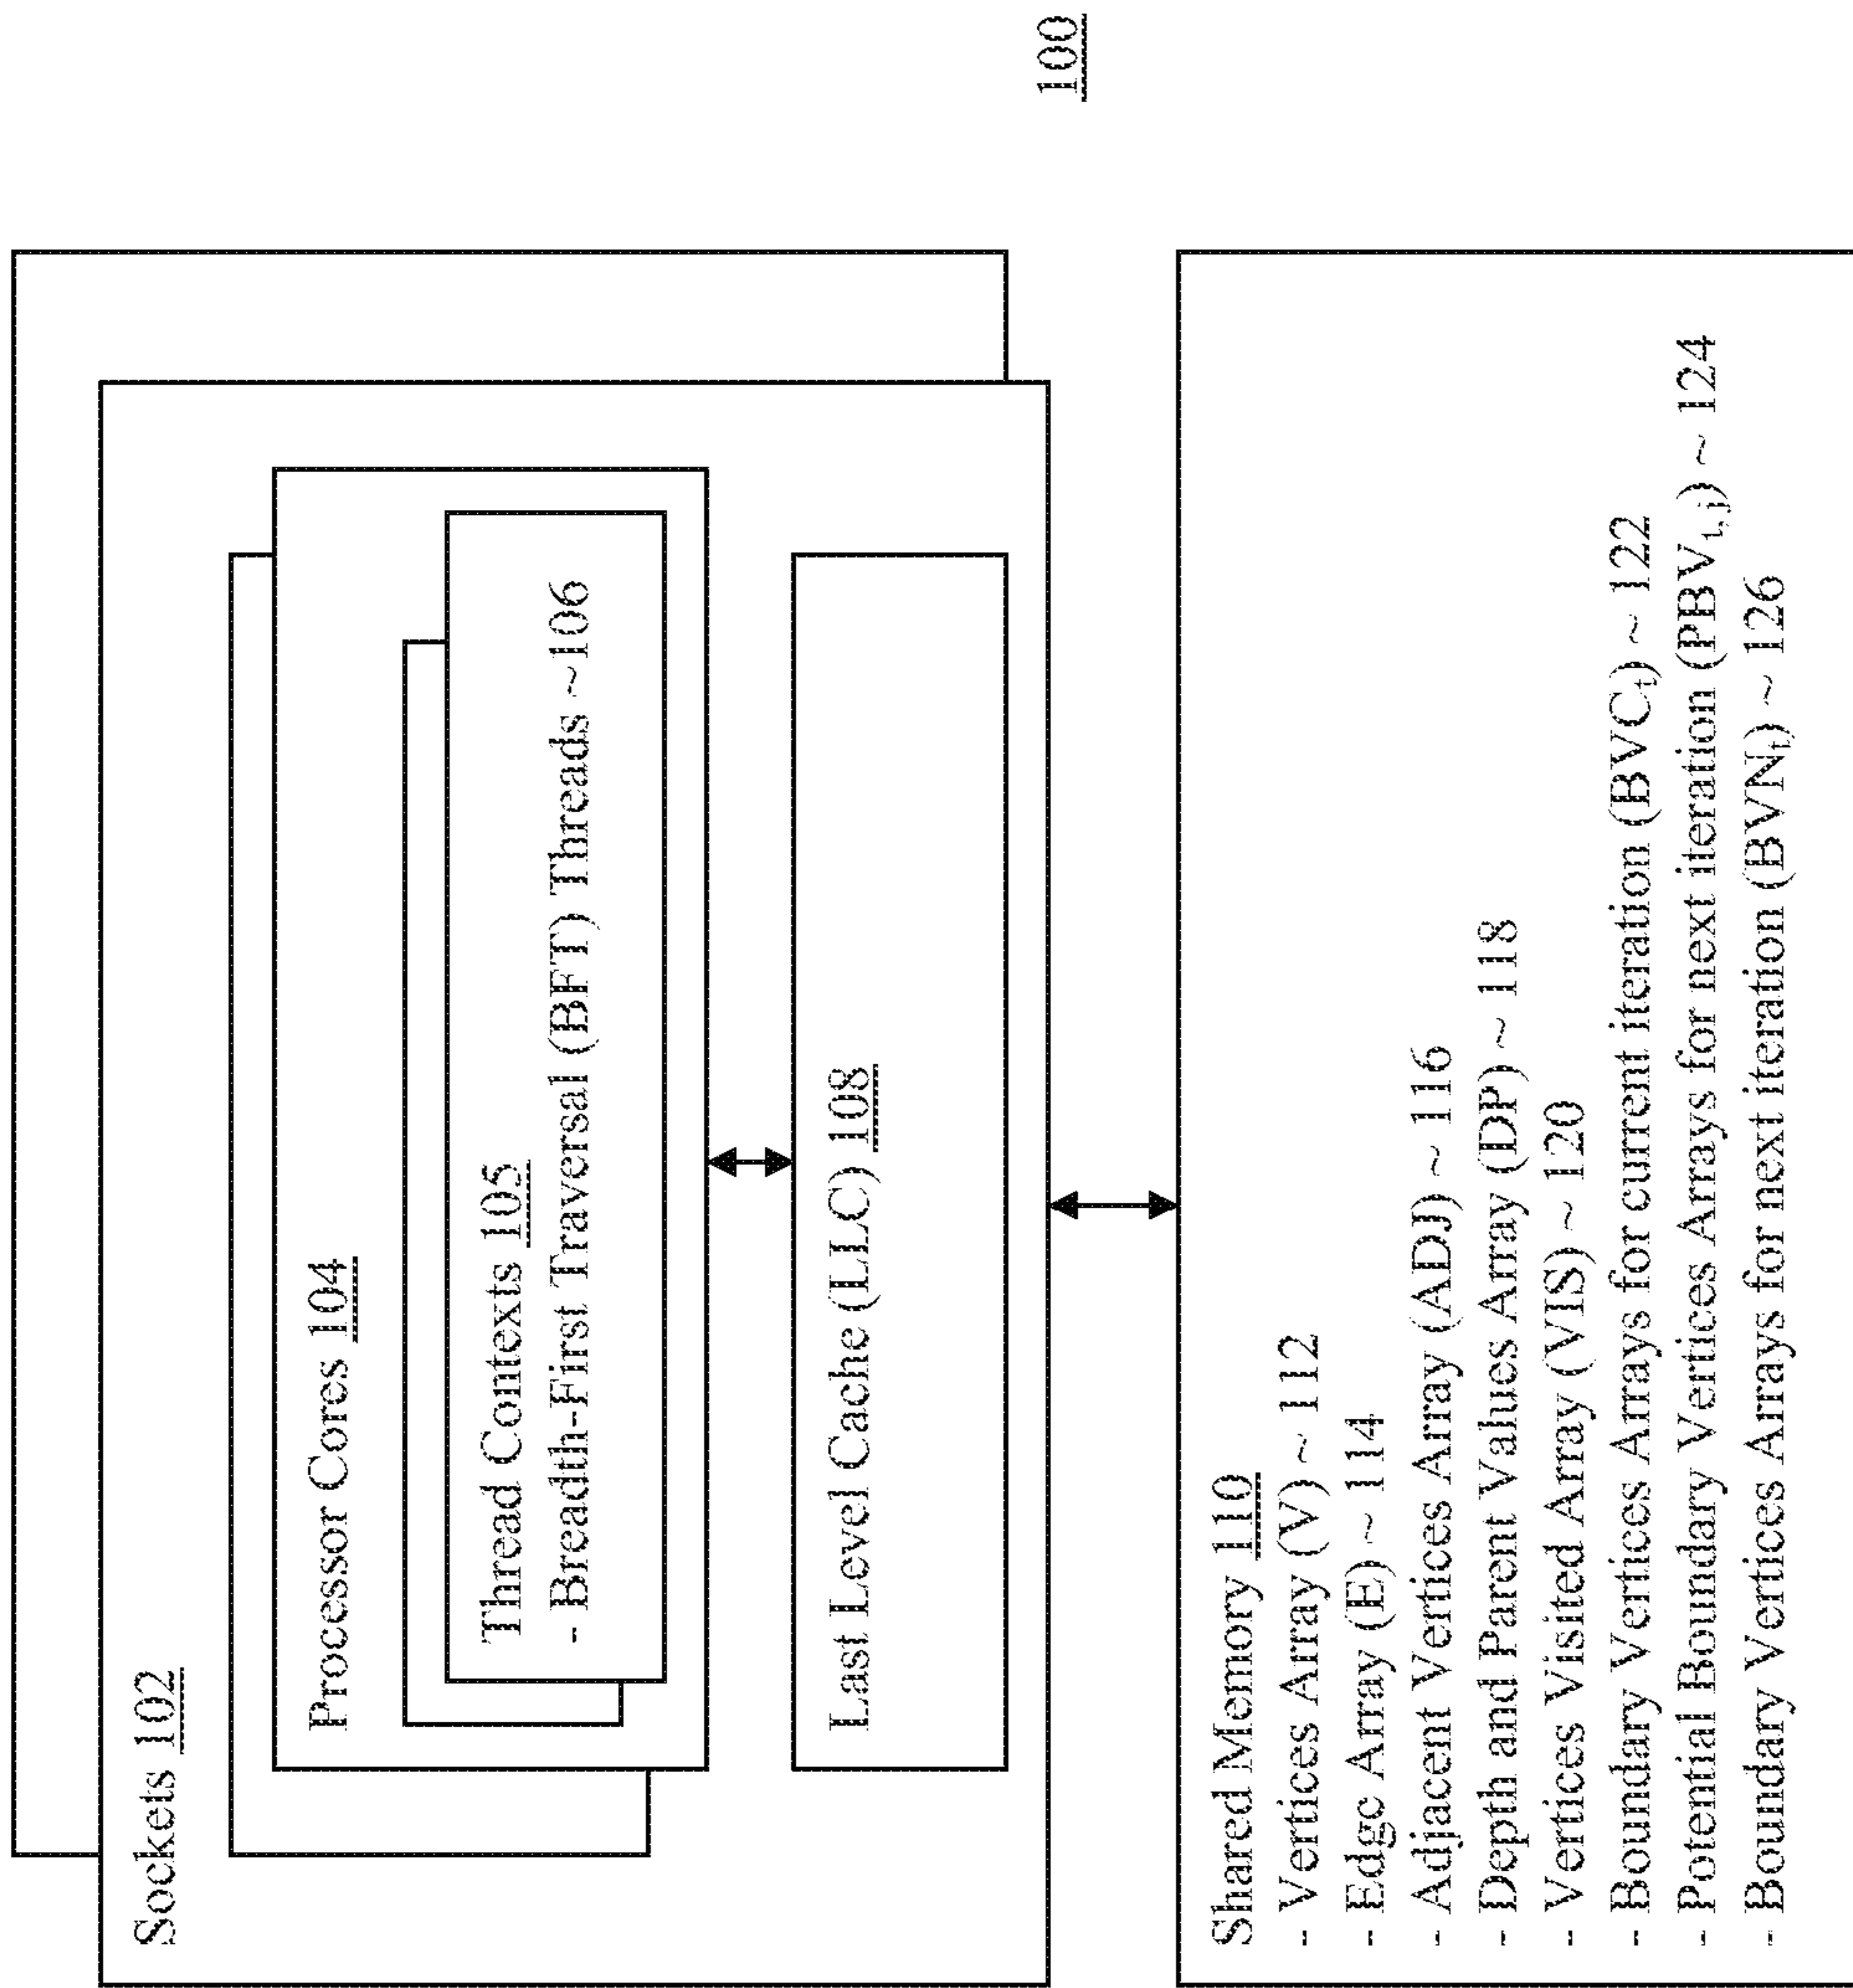 Sockets 102
Processor Cores 104
Thread Contexts 105
- Breadth-First Traversal (BFT) Threads ~106
Last Level Cache (LLC) 108
Shared Memory 110
- Vertices Array (V) ~ 112
- Edge Array (E) ~ 114
- Adjacent Vertices Array (ADJ) ~ 116
- Depth and Parent Values Array (DP) ~ 118
- Vertices Visited Array (VIS) ~ 120
- Boundary Vertices Arrays for current iteration (BVCₜ) ~ 122
- Potential Boundary Vertices Arrays for next iteration (PBVₜ,ⱼ) ~ 124
- Boundary Vertices Arrays for next iteration (BVNₜ) ~ 126
100